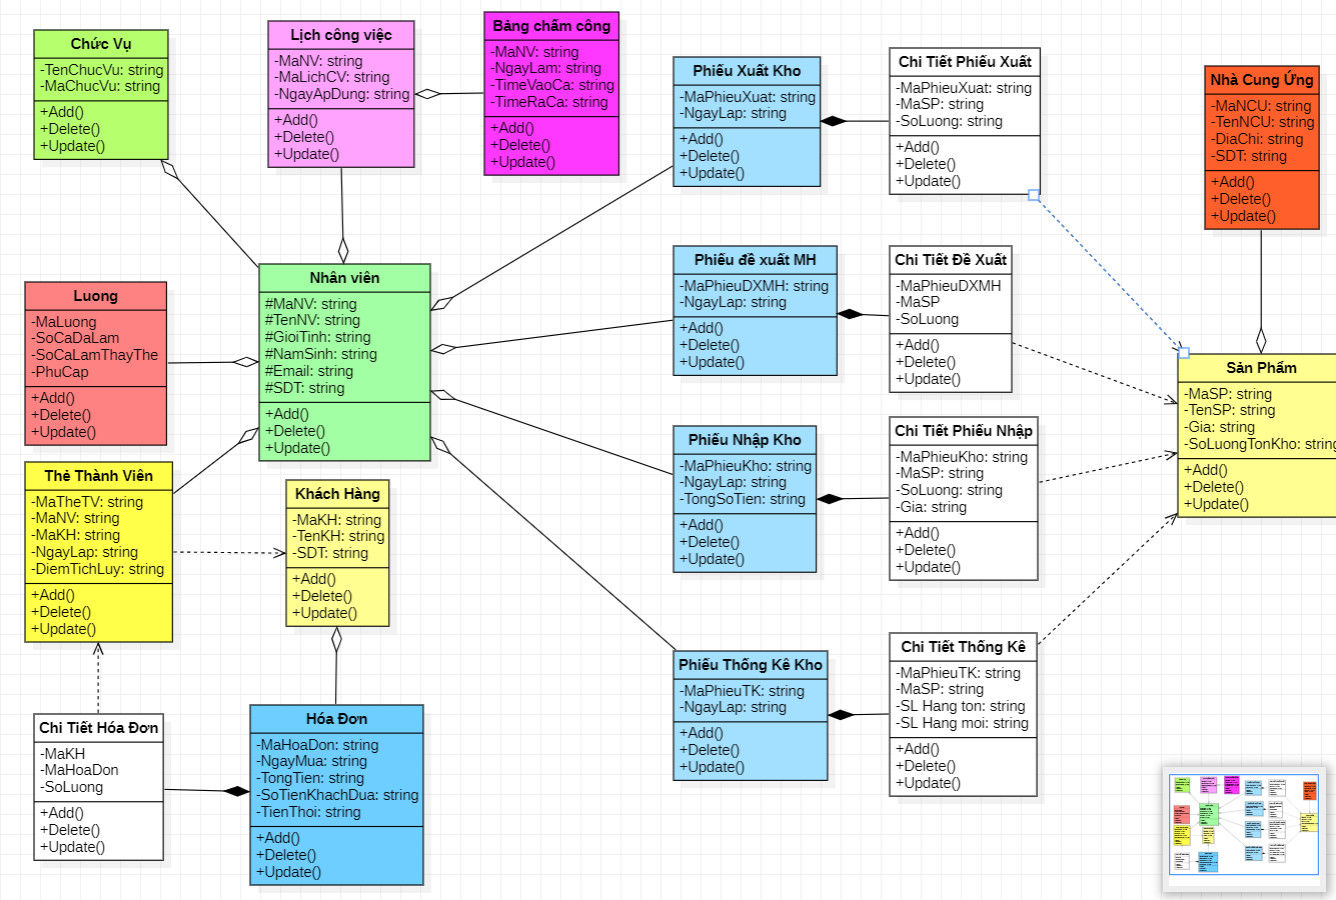 Chức Vụ
-TenChucVu: string
-MaChucVu: string
+Add()
+Delete()
+Update()
Lịch công việc
-MaNV: string
-MaLichCV: string
-NgayApDung: string
+Add()
+Delete()
+Update()
Bảng chấm công
-MaNV: string
-NgayLam: string
-TimeVaoCa: string
-TimeRaCa: string
+Add()
+Delete()
+Update()
Phiếu Xuất Kho
-MaPhieuXuat: string
-NgayLap: string
+Add()
+Delete()
+Update()
Chi Tiết Phiếu Xuất
-MaPhieuXuat: string
-MaSP: string
-SoLuong: string
+Add()
+Delete()
+Update()
Nhà Cung Ứng
-MaNCU: string
-TenNCU: string
-DiaChi: string
-SDT: string
+Add()
+Delete()
+Update()
Luong
-MaLuong
-SoCaDaLam
-SoCaLamThayThe
-PhuCap
+Add()
+Delete()
+Update()
Nhân viên
#MaNV: string
#TenNV: string
#GioiTinh: string
#NamSinh: string
#Email: string
#SDT: string
+Add()
+Delete()
+Update()
Phiếu đề xuất MH
-MaPhieuDXMH: string
-NgayLap: string
+Add()
+Delete()
+Update()
Chi Tiết Đề Xuất
-MaPhieuDXMH
-MaSP
-SoLuong
+Add()
+Delete()
+Update()
Sản Phẩm
-MaSP: string
-TenSP: string
-Gia: string
-SoLuongTonKho: string
+Add()
+Delete()
+Update()
Thẻ Thành Viên
-MaTheTV: string
-MaNV: string
-MaKH: string
-NgayLap: string
-DiemTichLuy: string
+Add()
+Delete()
+Update()
Khách Hàng
-MaKH: string
-TenKH: string
-SDT: string
+Add()
+Delete()
+Update()
Phiếu Nhập Kho
-MaPhieuKho: string
-NgayLap: string
-TongSoTien: string
+Add()
+Delete()
+Update()
Chi Tiết Phiếu Nhập
-MaPhieuKho: string
-MaSP: string
-SoLuong: string
-Gia: string
+Add()
+Delete()
+Update()
Chi Tiết Hóa Đơn
-MaKH
-MaHoaDon
-SoLuong
+Add()
+Delete()
+Update()
Hóa Đơn
-MaHoaDon: string
-NgayMua: string
-TongTien: string
-SoTienKhachDua: string
-TienThoi: string
+Add()
+Delete()
+Update()
Phiếu Thống Kê Kho
-MaPhieuTK: string
-NgayLap: string
+Add()
+Delete()
+Update()
Chi Tiết Thống Kê
-MaPhieuTK: string
-MaSP: string
-SL Hang ton: string
-SL Hang moi: string
+Add()
+Delete()
+Update()